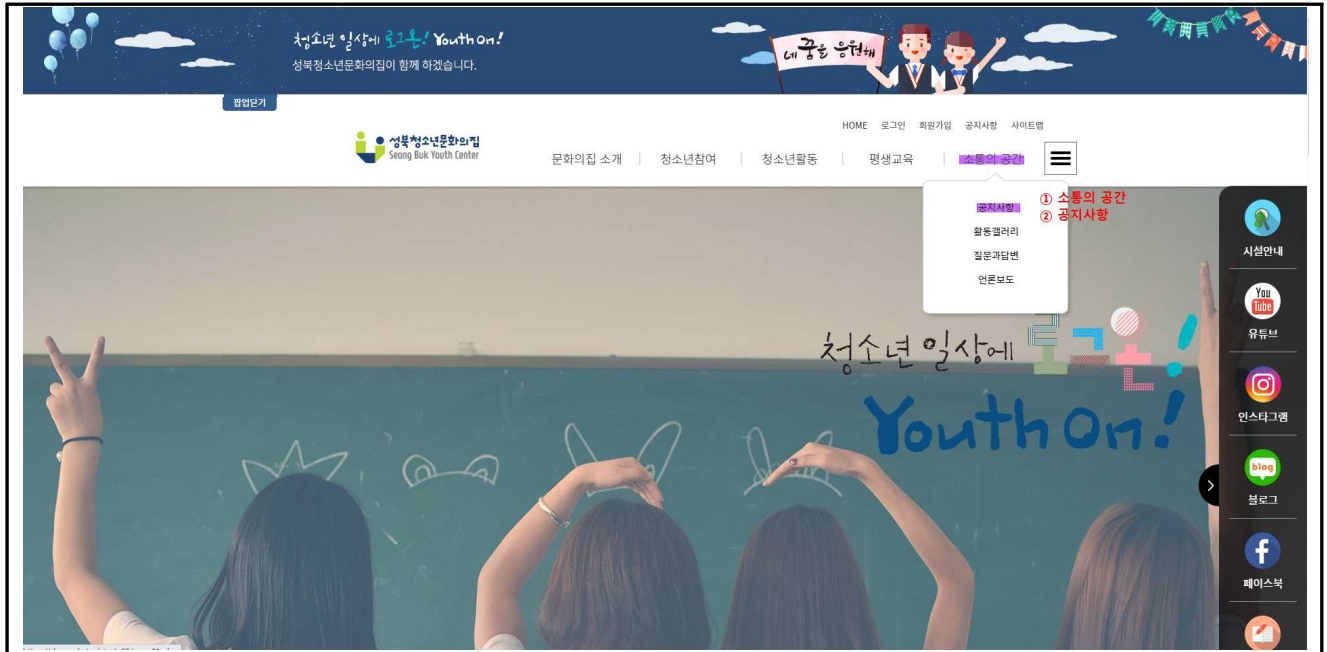 청소년 일상에 로그온! Youth On!
성북청소년문화의집이 함께 하겠습니다.
네 꿈을 응원해
팝업닫기
HOME 로그인 회원가입 공지사항 사이트맵
성북청소년문화의집
Seong Buk Youth Center
문화의집 소개 | 청소년참여 | 청소년활동 | 평생교육 | 소통의 공간
① 소통의 공간
공지사항
② 공지사항
활동갤러리
질문과답변
언론보도
시설안내
You
Tube
유튜브
인스타그램
blog
블로그
페이스북
청소년 일상에 로그온!
Youth On!